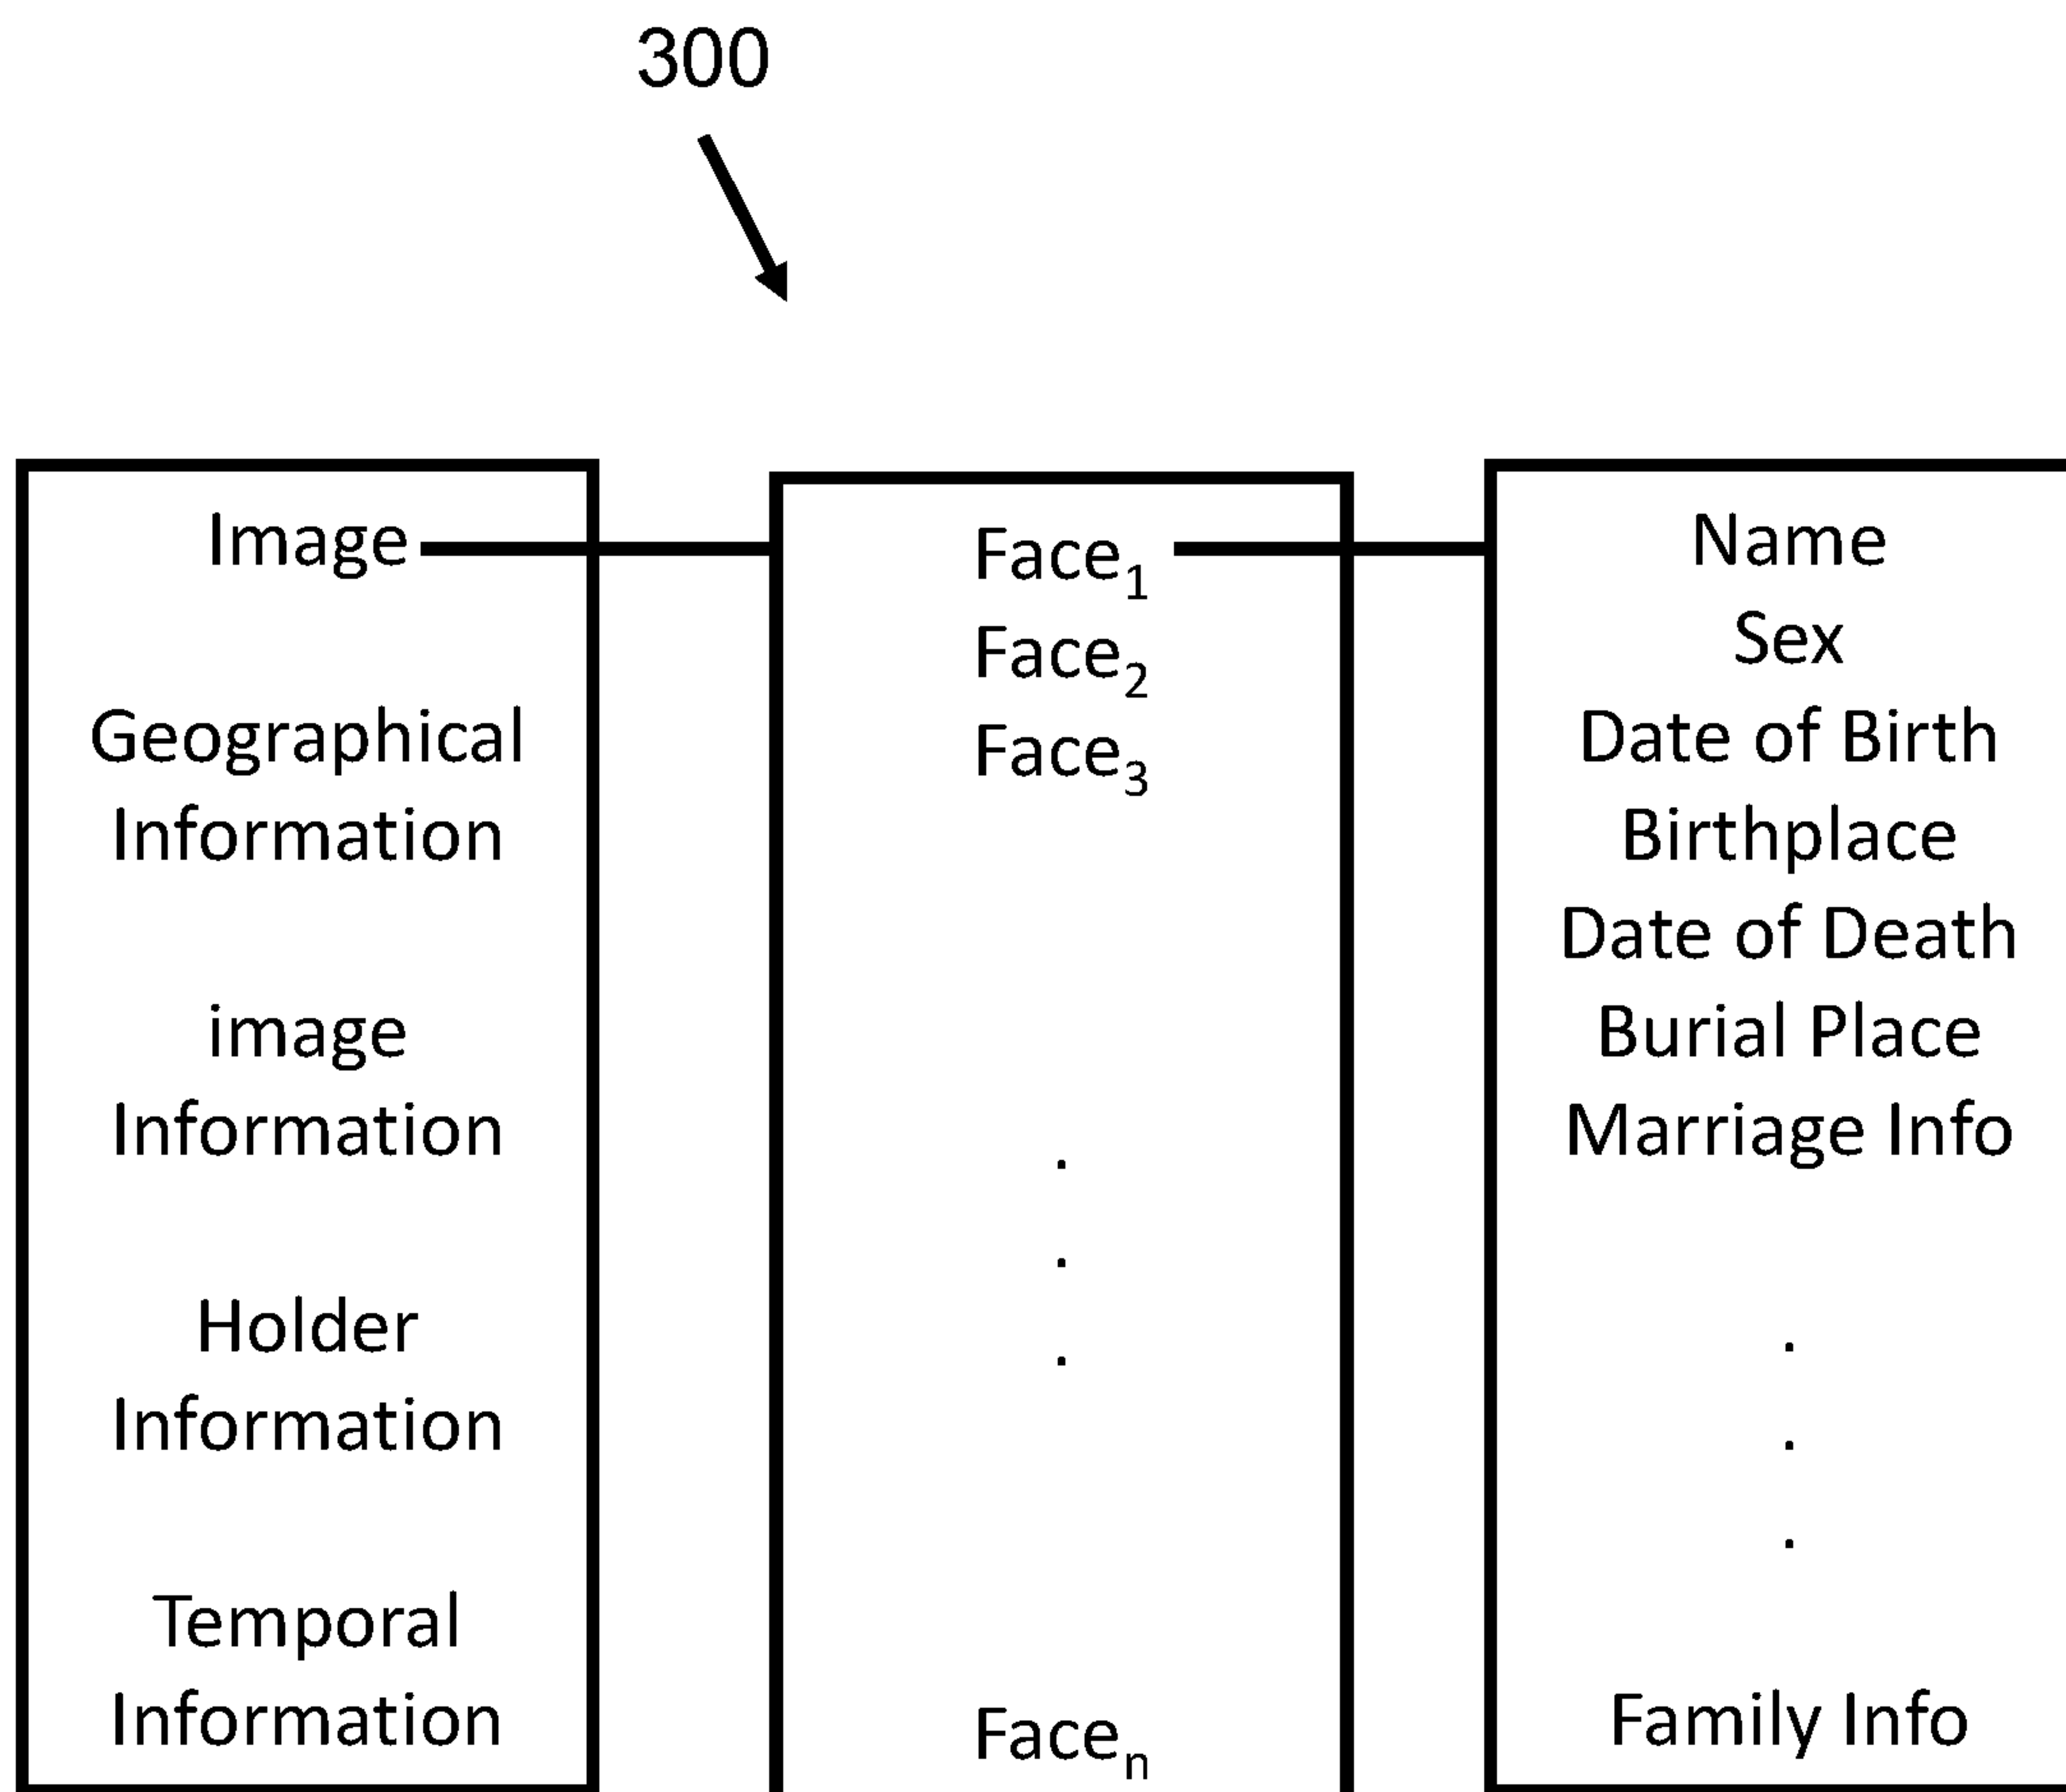 300
Image
Geographical
Information
image
Information
Holder
Information
Temporal
Information
Face₁
Face₂
Face₃
.
.
.
Faceₙ
Name
Sex
Date of Birth
Birthplace
Date of Death
Burial Place
Marriage Info
.
.
.
Family Info